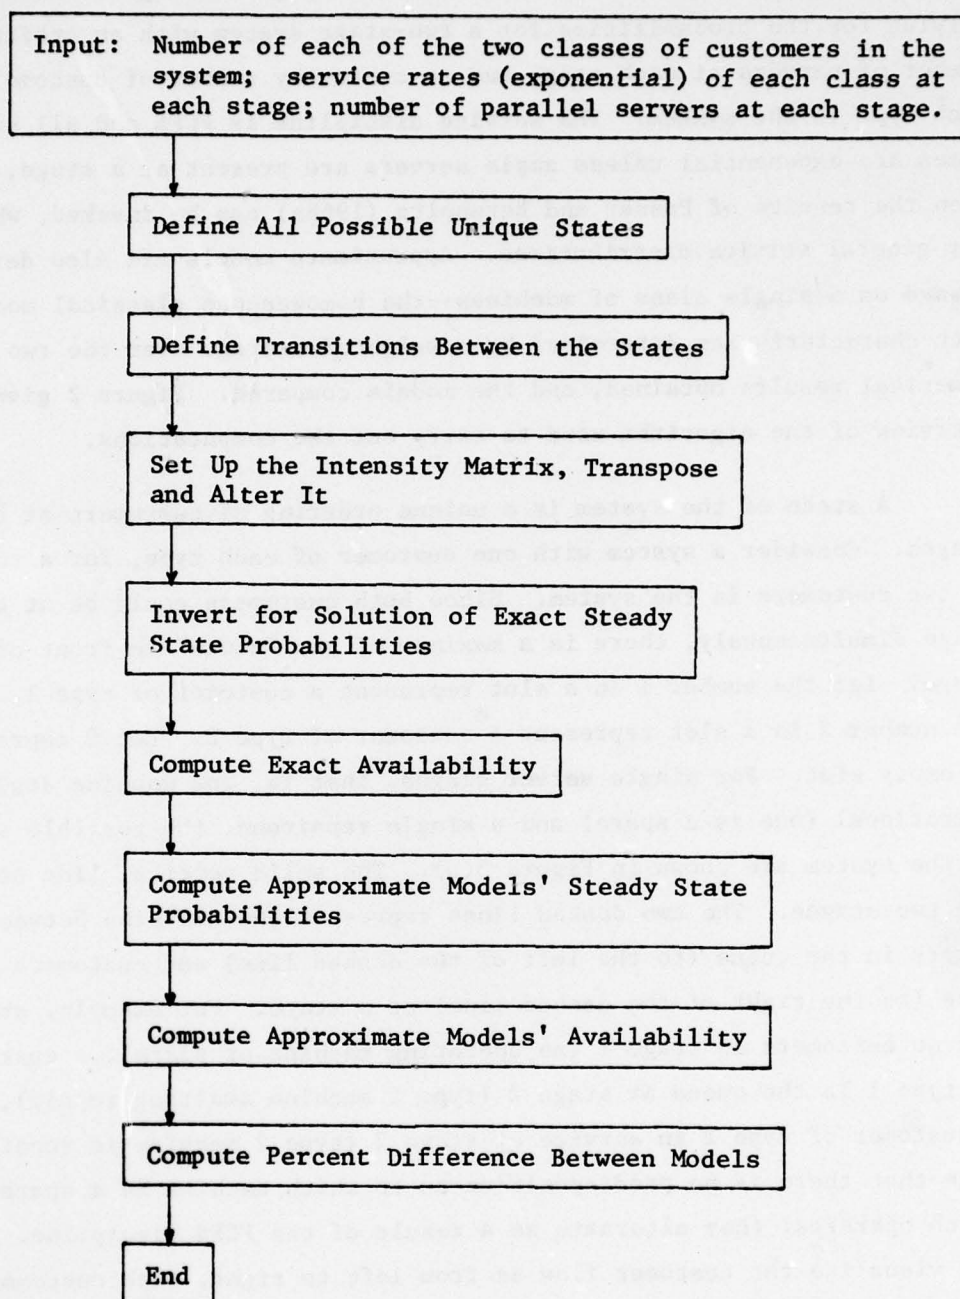 Input: Number of each of the two classes of customers in the
system; service rates (exponential) of each class at
each stage; number of parallel servers at each stage.
Define All Possible Unique States
Define Transitions Between the States
Set Up the Intensity Matrix, Transpose
and Alter It
Invert for Solution of Exact Steady
State Probabilities
Compute Exact Availability
Compute Approximate Models' Steady State
Probabilities
Compute Approximate Models' Availability
Compute Percent Difference Between Models
End